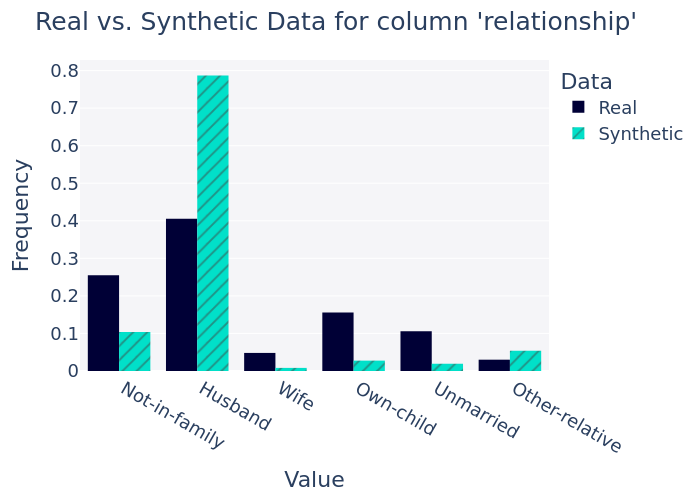 Real vs. Synthetic Data for column 'relationship'
Data
Real
Synthetic
Frequency
0.8
0.7
0.6
0.5
0.4
0.3
0.2
0.1
0
Not-in-family
Husband
Wife
Own-child
Unmarried
Other-relative
Value